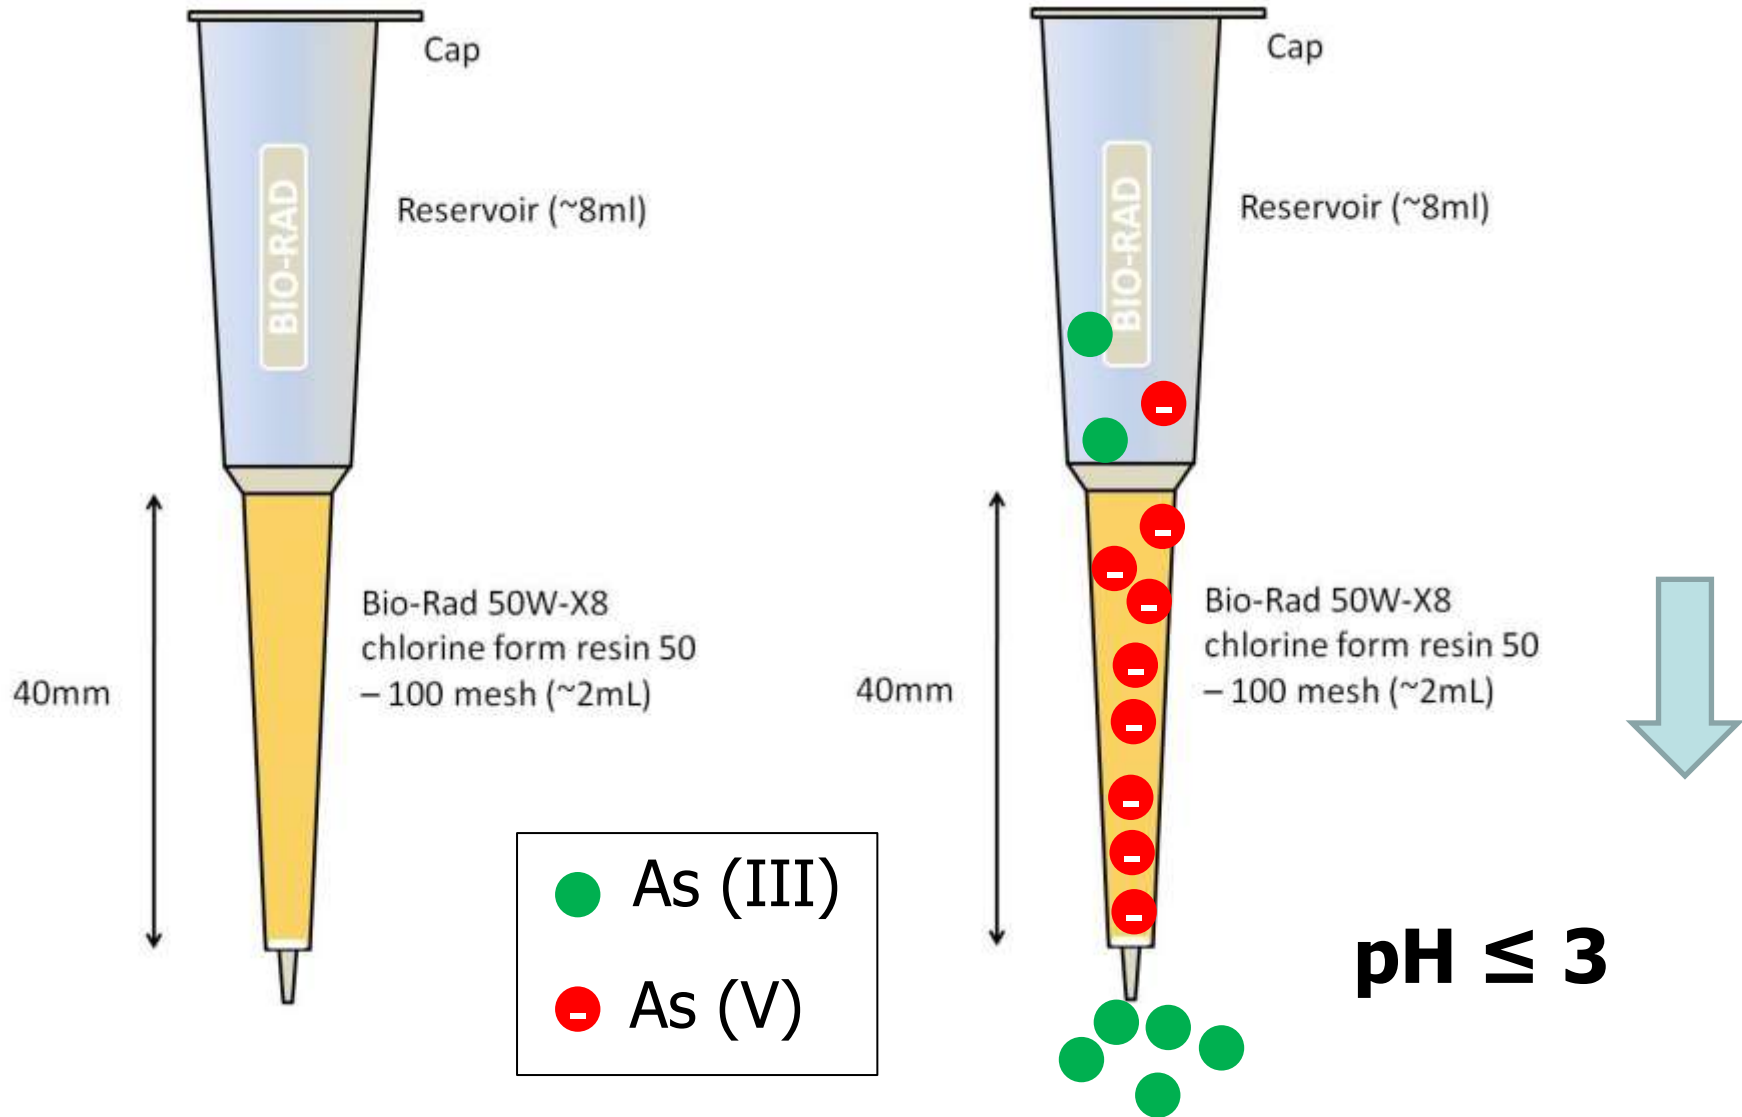 Cap
BIO-RAD
Reservoir (~8ml)
40mm
Bio-Rad 50W-X8
chlorine form resin 50
– 100 mesh (~2mL)
Cap
BIO-RAD
Reservoir (~8ml)
40mm
Bio-Rad 50W-X8
chlorine form resin 50
– 100 mesh (~2mL)
As (III)
- As (V)
pH ≤ 3